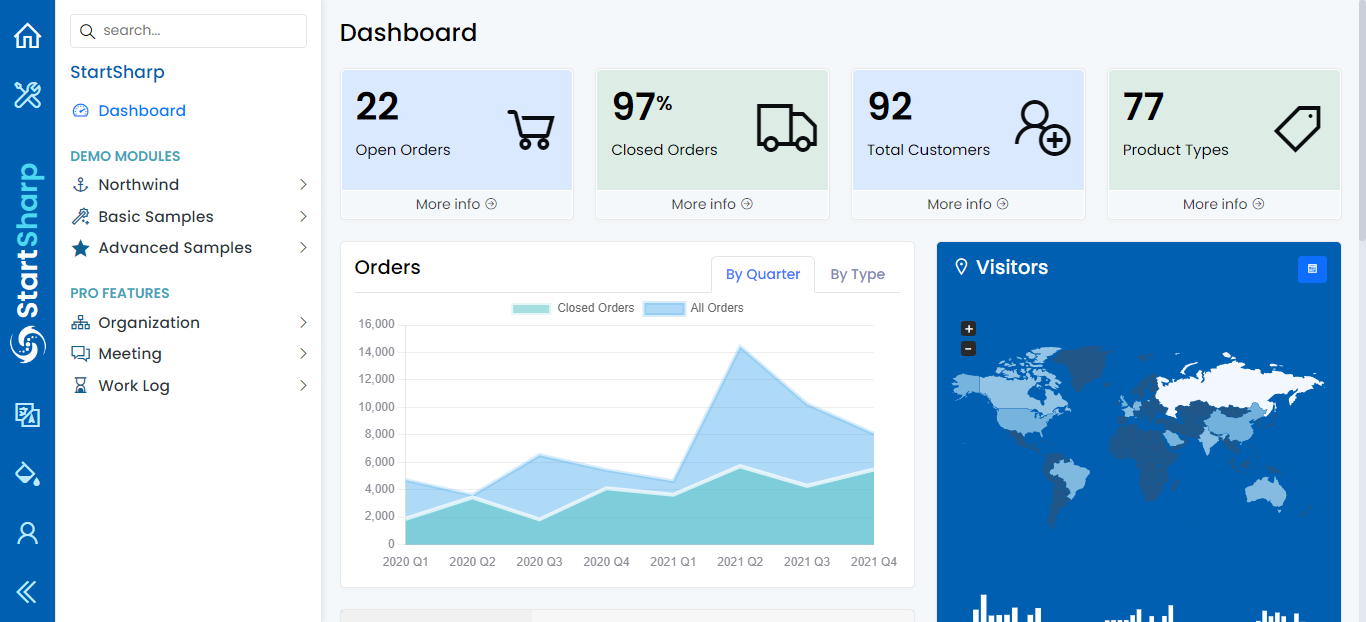 search...
StartSharp
Dashboard
DEMO MODULES
Northwind
Basic Samples
Advanced Samples
PRO FEATURES
Organization
Meeting
Work Log
StartSharp
Dashboard
22
Open Orders
More info
97%
Closed Orders
More info
92
Total Customers
More info
77
Product Types
More info
Orders
By Quarter
By Type
Closed Orders
All Orders
16,000
14,000
12,000
10,000
8,000
6,000
4,000
2,000
0
2020 Q1
2020 Q2
2020 Q3
2020 Q4
2021 Q1
2021 Q2
2021 Q3
2021 Q4
Visitors
+
-